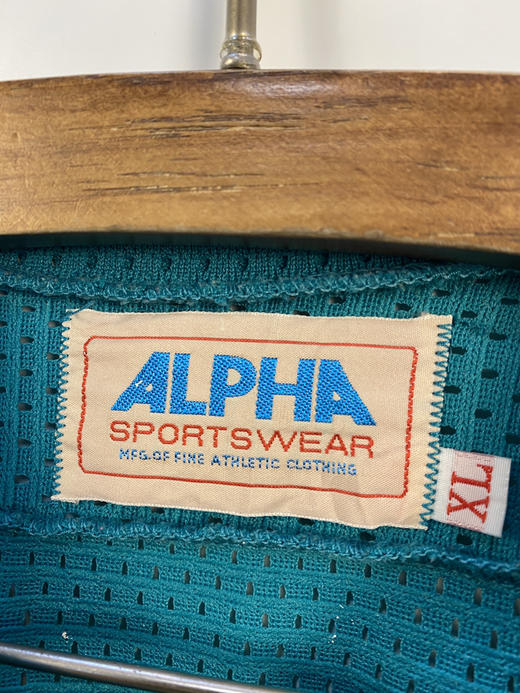 ALPHA
SPORTSWEAR
MFG.OF FINE ATHLETIC CLOTHING
XL